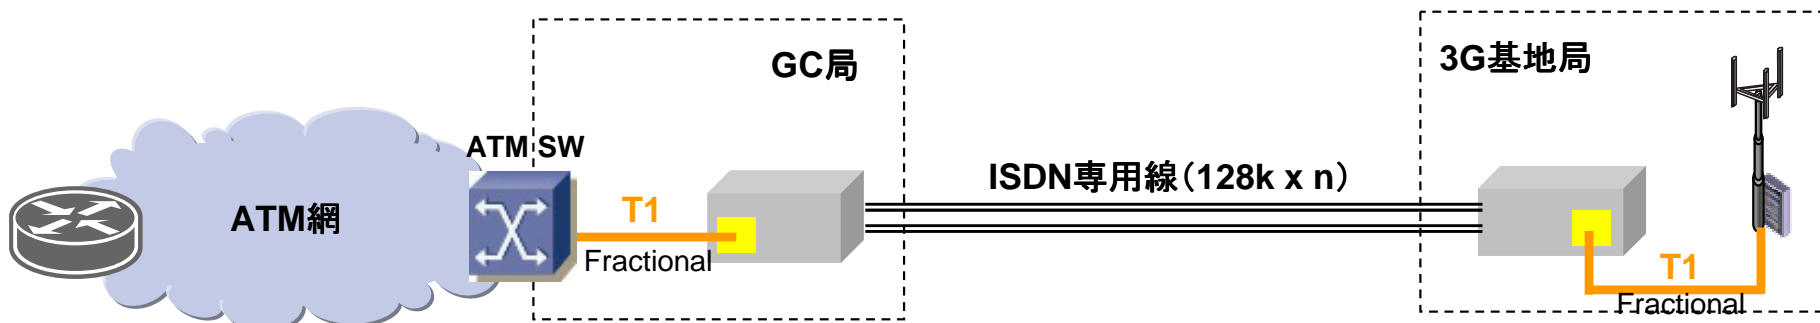 GC局
3G基地局
ATM SW
ISDN専用線（128k x n）
T1
ATM網
Fractional
T1
Fractional